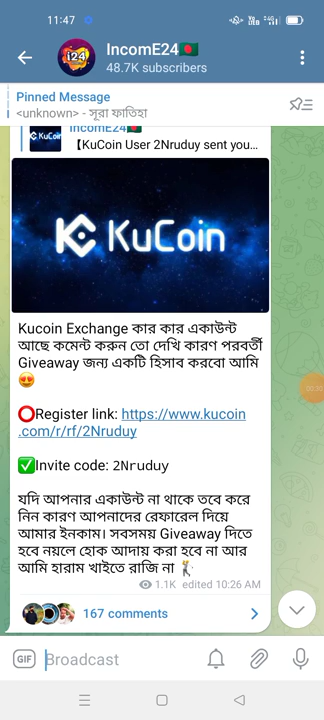 11:47
IncomE24🇧🇩
48.7K subscribers
Pinned Message
<unknown> - সূরা ফাতিহা
IncomE24🇧🇩
【KuCoin User 2Nruduy sent you...
KuCoin
Kucoin Exchange কার কার একাউন্ট
আছে কমেন্ট করুন তো দেখি কারণ পরবর্তী
Giveaway জন্য একটি হিসাব করবো আমি
😍
⭕Register link: https://www.kucoin
.com/r/rf/2Nruduy
✅Invite code: 2Nruduy
যদি আপনার একাউন্ট না থাকে তবে করে
নিন কারণ আপনাদের রেফারেল দিয়ে
আমার ইনকাম। সবসময় Giveaway দিতে
হবে নয়লে হোক আদায় করা হবে না আর
আমি হারাম খাইতে রাজি না
1.1K edited 10:26 AM
167 comments
GIF Broadcast